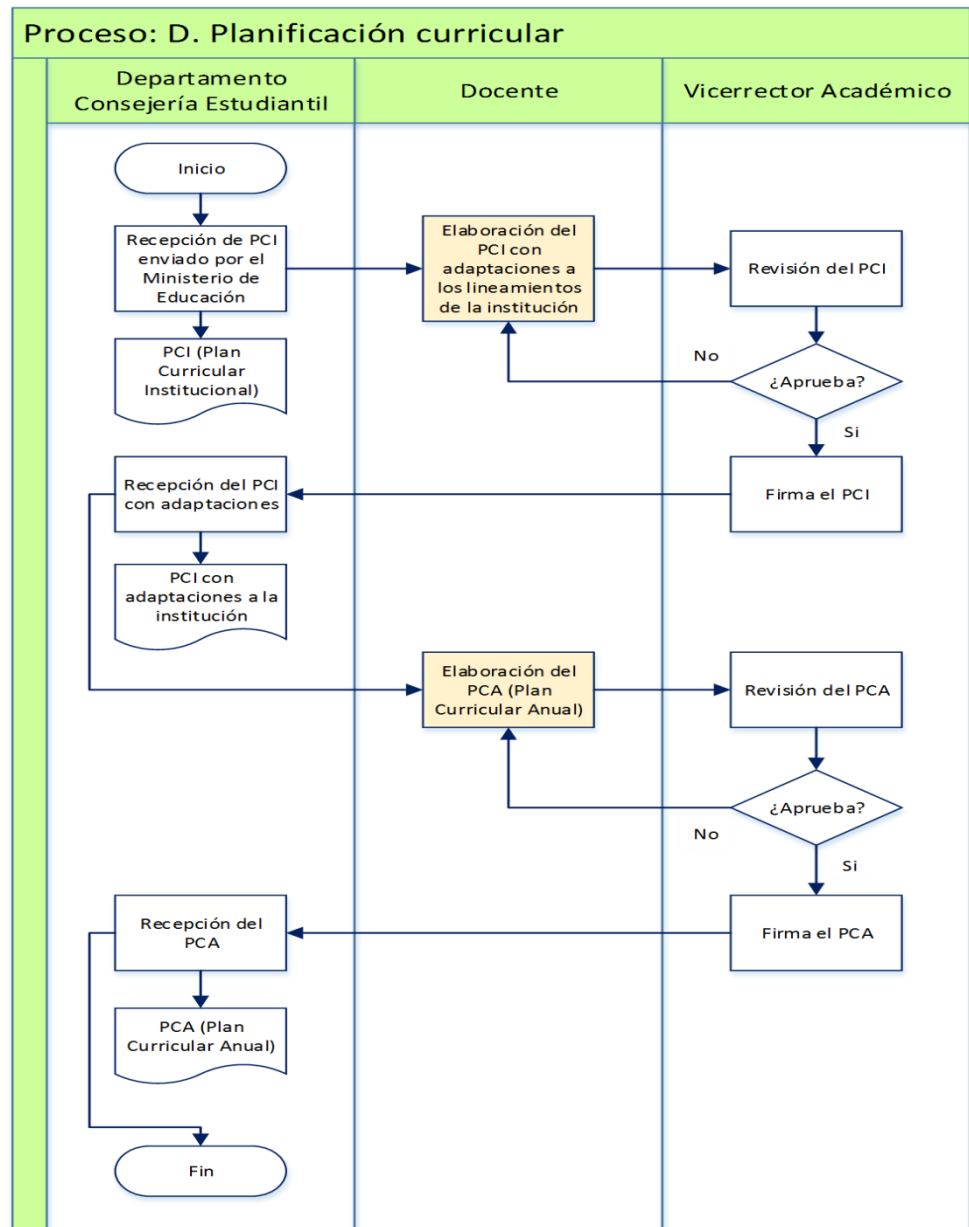 Proceso: D. Planificación curricular
Departamento
Consejería Estudiantil
Docente
Vicerrector Académico
Inicio
Recepción de PCI
enviado por el
Ministerio de
Educación
Elaboración del
PCI con
adaptaciones a
los lineamientos
de la institución
Revisión del PCI
PCI (Plan
Curricular
Institucional)
No
¿Aprueba?
Si
Recepción del PCI
con adaptaciones
Firma el PCI
PCI con
adaptaciones a la
institución
Elaboración del
PCA (Plan
Curricular Anual)
Revisión del PCA
¿Aprueba?
No
Si
Recepción del
PCA
Firma el PCA
PCA (Plan
Curricular Anual)
Fin